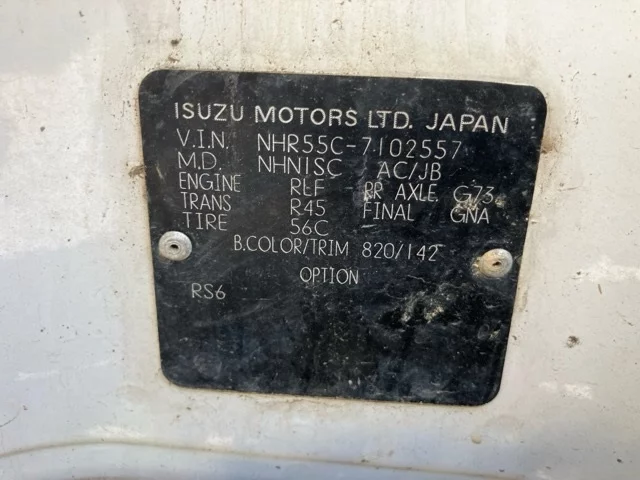 ISUZU MOTORS LTD. JAPAN
V.I.N. NHR55C-7102557
M.D. NHN1SC AC/JB
ENGINE RLF RR AXLE G73
TRANS R45 FINAL GNA
TIRE 56C
B.COLOR/TRIM 820/142
OPTION
RS6